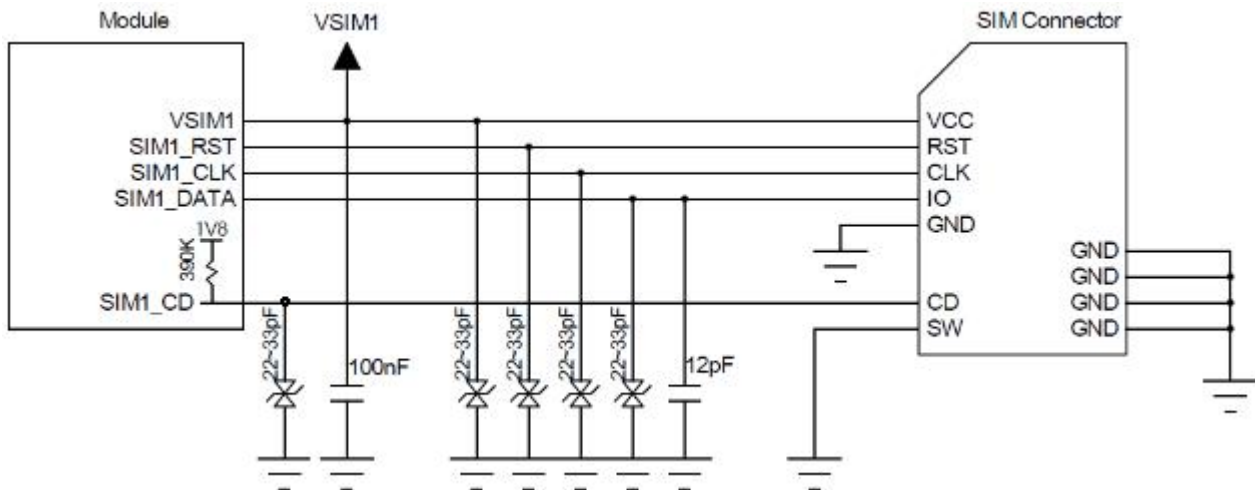 Module
VSIM1
SIM Connector
VSIM1
SIM1_RST
SIM1_CLK
SIM1_DATA
1V8
390K
SIM1_CD
VCC
RST
CLK
IO
GND
GND
GND
GND
GND
CD
SW
22~33pF
100nF
22~33pF
22~33pF
22~33pF
22~33pF
12pF